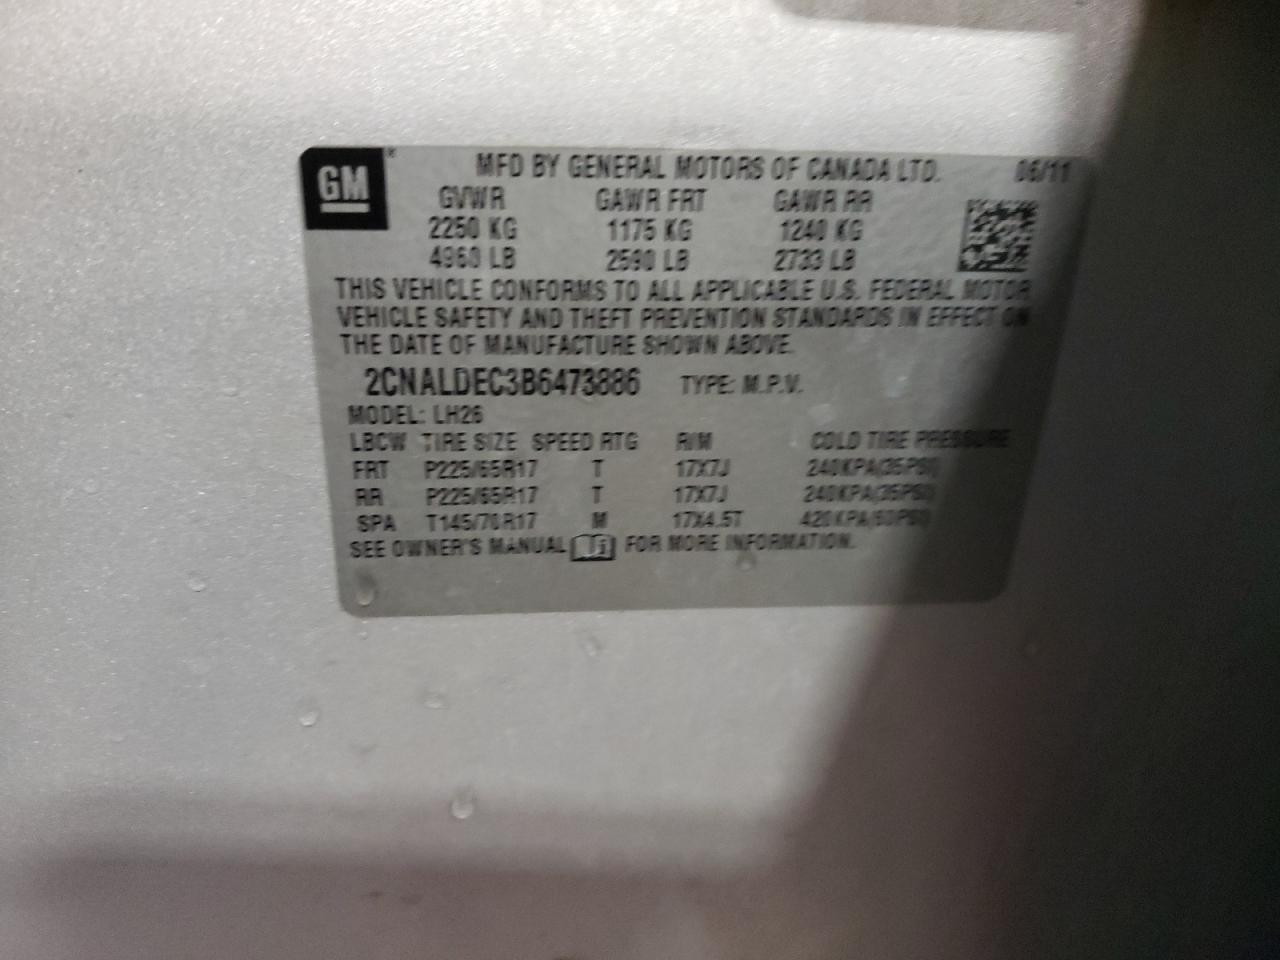 GM MFD BY GENERAL MOTORS OF CANADA LTD. 06/11
GVWR GAWR FRT GAWR RR
2250 KG 1175 KG 1240 KG
4960 LB 2590 LB 2733 LB
THIS VEHICLE CONFORMS TO ALL APPLICABLE U.S. FEDERAL MOTOR
VEHICLE SAFETY AND THEFT PREVENTION STANDARDS IN EFFECT ON
THE DATE OF MANUFACTURE SHOWN ABOVE.
2CNALDEC3B6473886 TYPE: M.P.V.
MODEL: LH26
LBCW TIRE SIZE SPEED RTG R/M COLD TIRE PRESSURE
FRT P225/65R17 T 17X7J 240KPA(35PSI)
RR P225/65R17 T 17X7J 240KPA(35PSI)
SPA T145/70R17 M 17X4.5T 420KPA(60PSI)
SEE OWNER'S MANUAL FOR MORE INFORMATION.